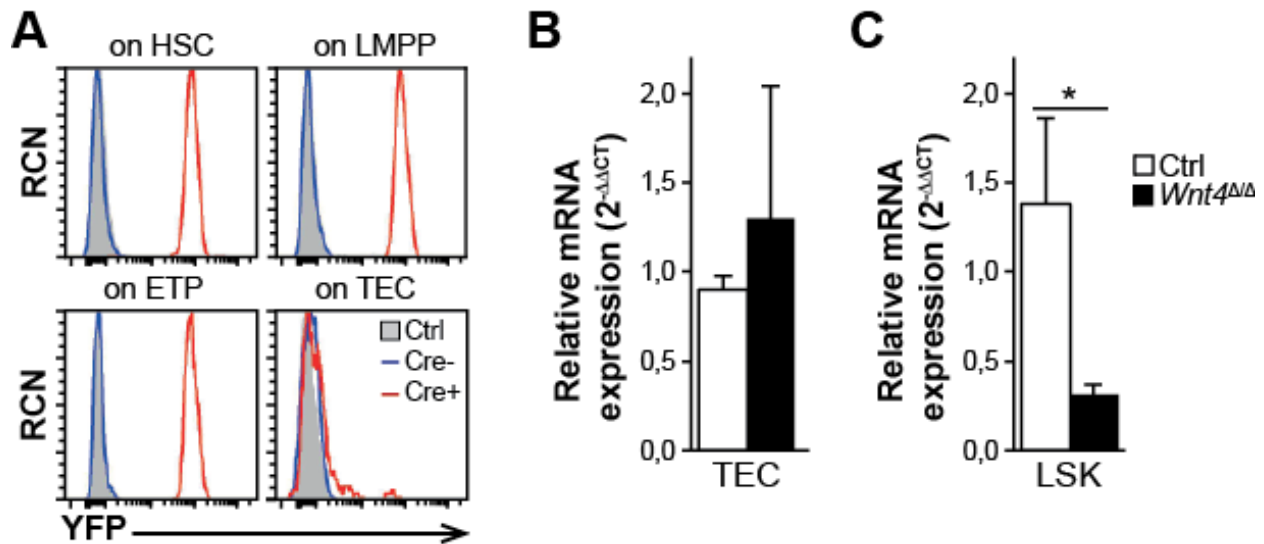 A
on HSC
on LMPP
RCN
on ETP
on TEC
Ctrl
Cre-
Cre+
RCN
YFP
B
Relative mRNA
expression (2-ΔΔCT)
2,0
1,5
1,0
0,5
0,0
TEC
C
Relative mRNA
expression (2-ΔΔCT)
2,0
1,5
1,0
0,5
0,0
*
LSK
Ctrl
Wnt4Δ/Δ